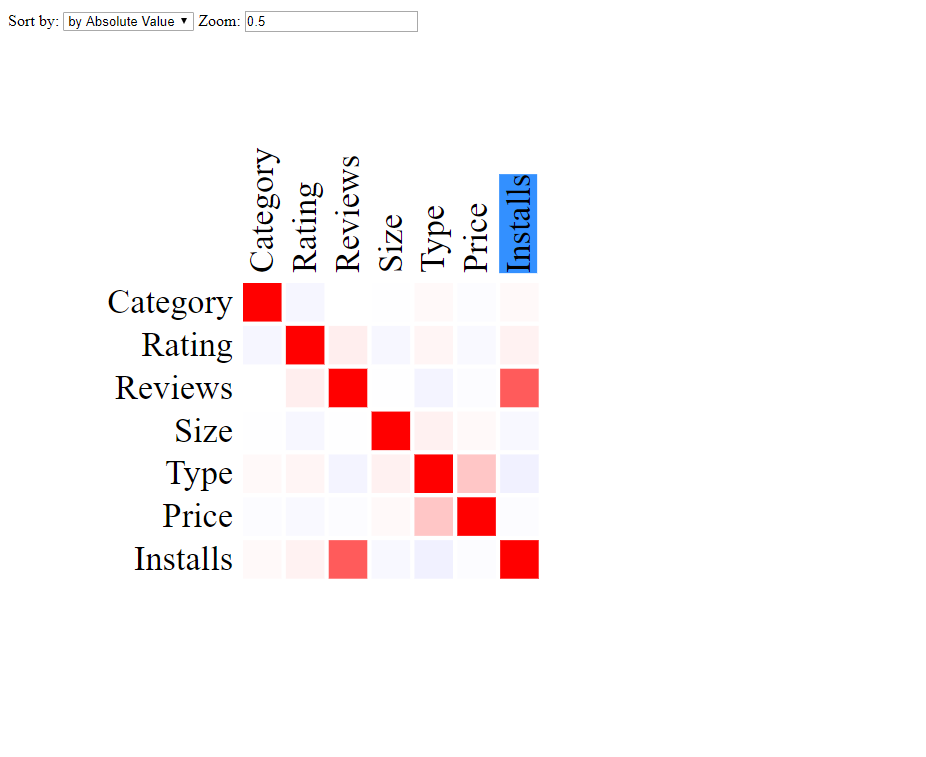 Sort by: by Absolute Value Zoom: 0.5
Category Rating Reviews Size Type Price Installs
Category
Rating
Reviews
Size
Type
Price
Installs